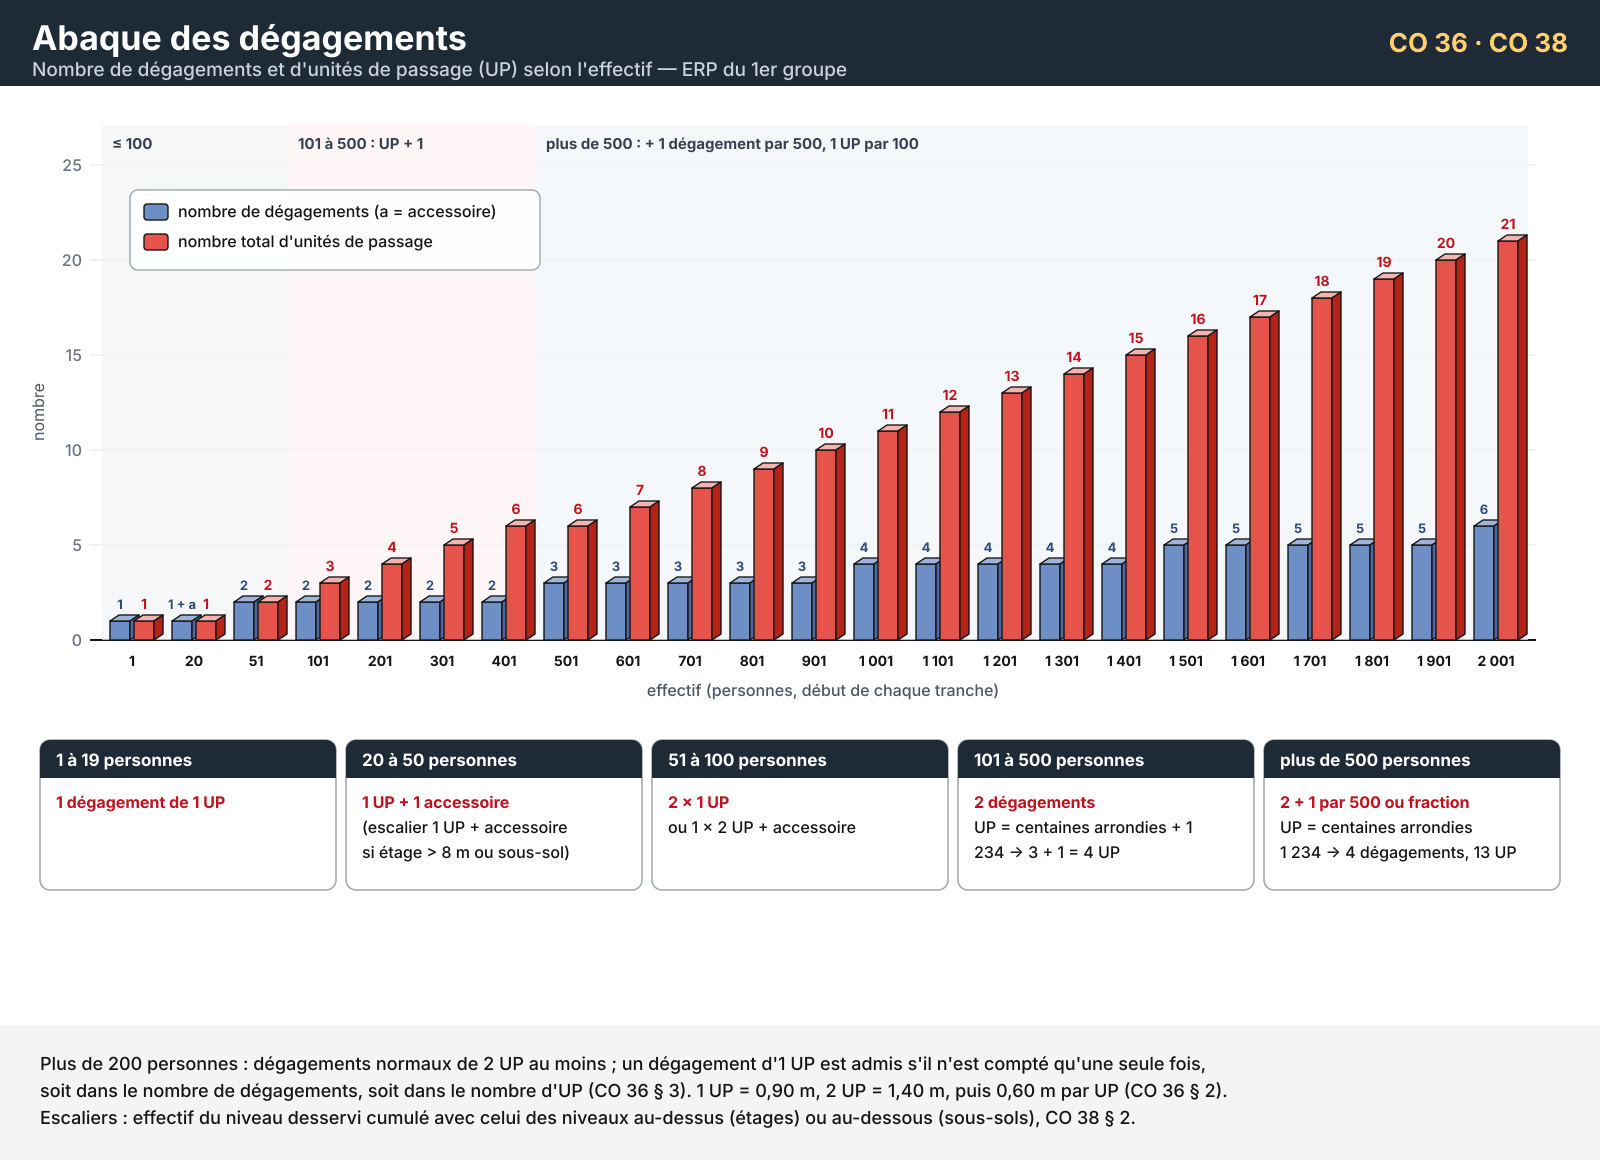 Abaque des dégagements
CO 36 · CO 38
Nombre de dégagements et d'unités de passage (UP) selon l'effectif — ERP du 1er groupe
≤ 100
101 à 500 : UP + 1
plus de 500 : + 1 dégagement par 500, 1 UP par 100
nombre de dégagements (a = accessoire)
nombre total d'unités de passage
25
20
15
10
5
0
nombre
1 1 1 + a 1 2 2 2 3 2 4 2 5 2 6 3 6 3 7 3 8 3 9 3 10 4 11 4 12 4 13 4 14 4 15 5 16 5 17 5 18 5 19 5 20 6 21
1 20 51 101 201 301 401 501 601 701 801 901 1 001 1 101 1 201 1 301 1 401 1 501 1 601 1 701 1 801 1 901 2 001
effectif (personnes, début de chaque tranche)
1 à 19 personnes
1 dégagement de 1 UP
20 à 50 personnes
1 UP + 1 accessoire
(escalier 1 UP + accessoire
si étage > 8 m ou sous-sol)
51 à 100 personnes
2 × 1 UP
ou 1 × 2 UP + accessoire
101 à 500 personnes
2 dégagements
UP = centaines arrondies + 1
234 → 3 + 1 = 4 UP
plus de 500 personnes
2 + 1 par 500 ou fraction
UP = centaines arrondies
1 234 → 4 dégagements, 13 UP
Plus de 200 personnes : dégagements normaux de 2 UP au moins ; un dégagement d'1 UP est admis s'il n'est compté qu'une seule fois,
soit dans le nombre de dégagements, soit dans le nombre d'UP (CO 36 § 3). 1 UP = 0,90 m, 2 UP = 1,40 m, puis 0,60 m par UP (CO 36 § 2).
Escaliers : effectif du niveau desservi cumulé avec celui des niveaux au-dessus (étages) ou au-dessous (sous-sols), CO 38 § 2.